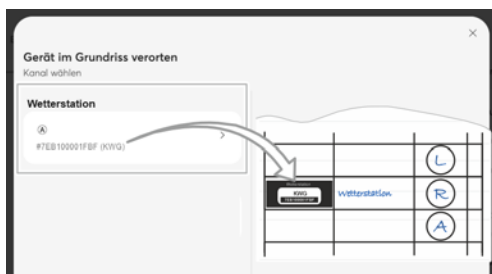 ×
Gerät im Grundriss verorten
Kanal wählen
Wetterstation
A
#7EB100001FBF (KWG) >
L
KWG
Wetterstation
R
A